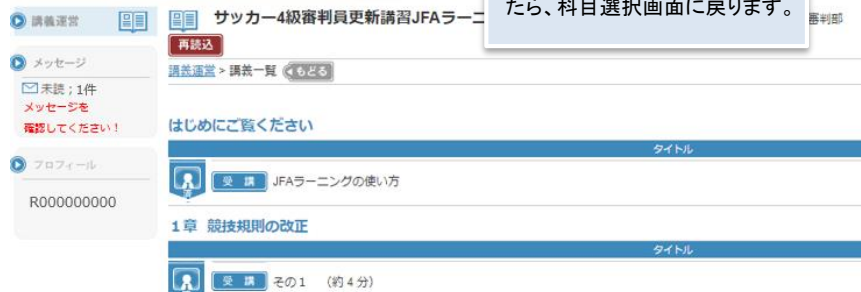 講義運営
サッカー4級審判員更新講習JFAラーニ
たら、科目選択画面に戻ります。
審判部
再読込
講義運営 > 講義一覧 もどる
メッセージ
未読;1件
メッセージを
確認してください!
はじめにご覧ください
タイトル
受 講 JFAラーニングの使い方
プロフィール
R000000000
1章 競技規則の改正
タイトル
受 講 その1 (約4分)